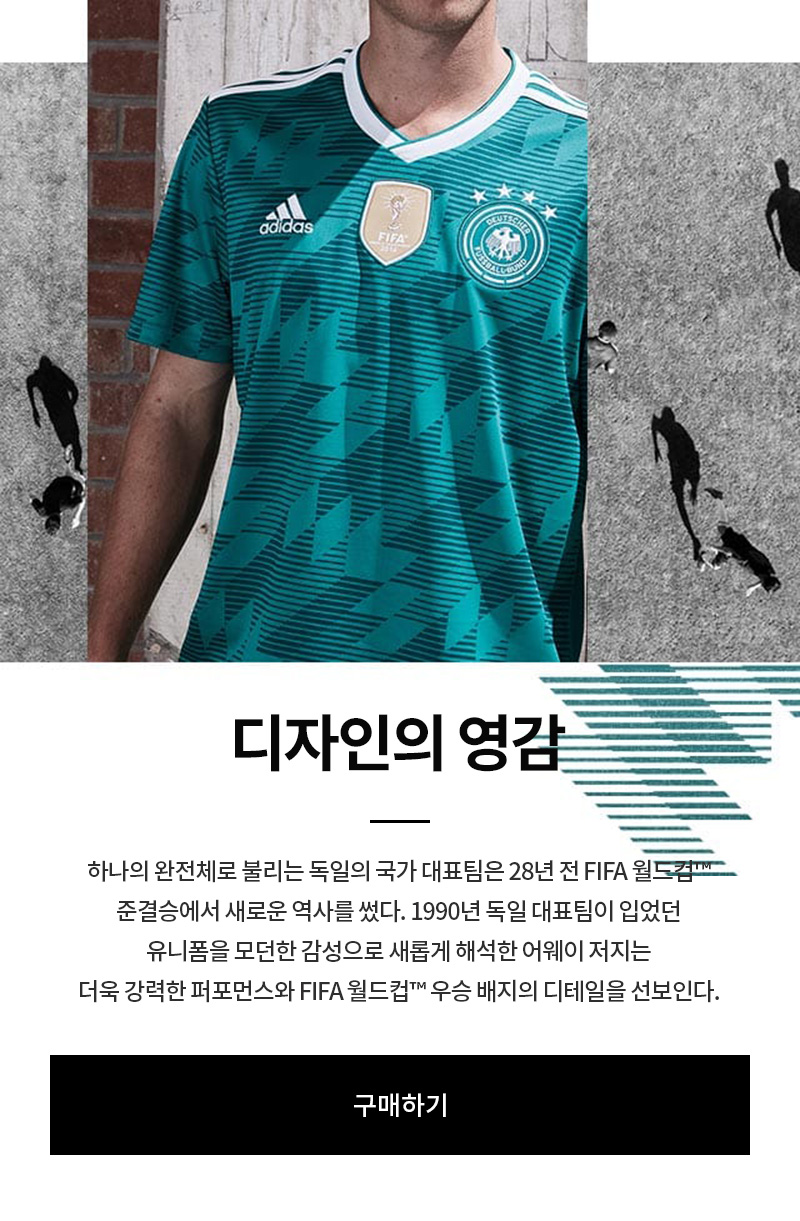 adidas
FIFA
2014
DEUTSCHER
FUSSBALL-BUND
디자인의 영감
하나의 완전체로 불리는 독일의 국가 대표팀은 28년 전 FIFA 월드컵™
준결승에서 새로운 역사를 썼다. 1990년 독일 대표팀이 입었던
유니폼을 모던한 감성으로 새롭게 해석한 어웨이 저지는
더욱 강력한 퍼포먼스와 FIFA 월드컵™ 우승 배지의 디테일을 선보인다.
구매하기